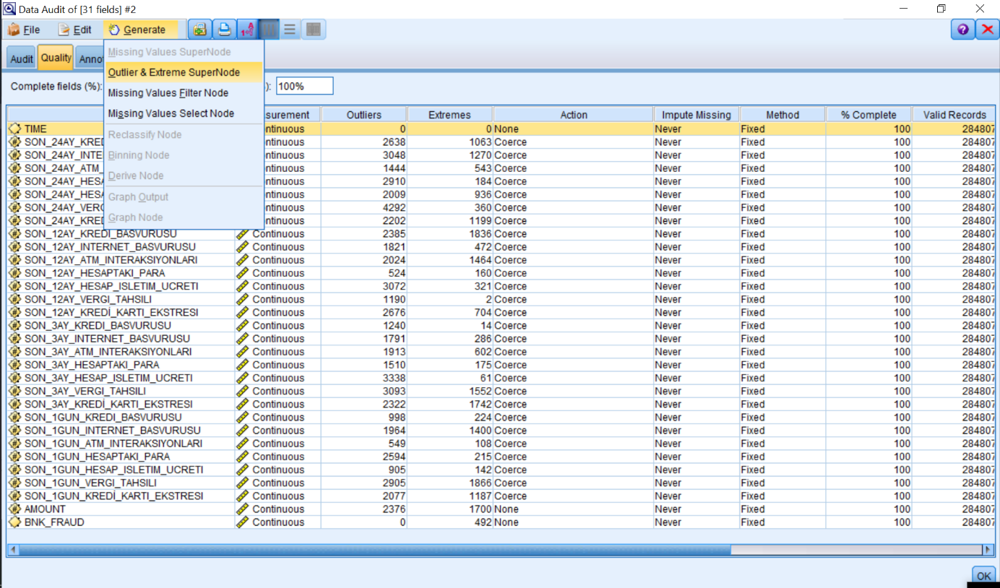 Data Audit of [31 fields] #2
File Edit Generate
Audit Quality Anno
Missing Values SuperNode
Outlier & Extreme SuperNode
Missing Values Filter Node
Missing Values Select Node
Reclassify Node
Binning Node
Derive Node
Graph Output
Graph Node
Complete fields (%): ): 100%
surement Outliers Extremes Action Impute Missing Method % Complete Valid Records
TIME ntinuous 0 0 None Never Fixed 100 284807
SON_24AY_KRED ntinuous 2638 1063 Coerce Never Fixed 100 284807
SON_24AY_INTE ntinuous 3048 1270 Coerce Never Fixed 100 284807
SON_24AY_ATM_ ntinuous 1444 543 Coerce Never Fixed 100 284807
SON_24AY_HESA ntinuous 2910 184 Coerce Never Fixed 100 284807
SON_24AY_HESA ntinuous 2009 936 Coerce Never Fixed 100 284807
SON_24AY_VERG ntinuous 4292 360 Coerce Never Fixed 100 284807
SON_24AY_KRED ntinuous 2202 1199 Coerce Never Fixed 100 284807
SON_12AY_KREDI_BASVURUSU Continuous 2385 1836 Coerce Never Fixed 100 284807
SON_12AY_INTERNET_BASVURUSU Continuous 1821 472 Coerce Never Fixed 100 284807
SON_12AY_ATM_INTERAKSIYONLARI Continuous 2024 1464 Coerce Never Fixed 100 284807
SON_12AY_HESAPTAKI_PARA Continuous 524 160 Coerce Never Fixed 100 284807
SON_12AY_HESAP_ISLETIM_UCRETI Continuous 3072 321 Coerce Never Fixed 100 284807
SON_12AY_VERGI_TAHSILI Continuous 1190 2 Coerce Never Fixed 100 284807
SON_12AY_KREDİ_KARTI_EKSTRESI Continuous 2676 704 Coerce Never Fixed 100 284807
SON_3AY_KREDI_BASVURUSU Continuous 1240 14 Coerce Never Fixed 100 284807
SON_3AY_INTERNET_BASVURUSU Continuous 1791 286 Coerce Never Fixed 100 284807
SON_3AY_ATM_INTERAKSIYONLARI Continuous 1913 602 Coerce Never Fixed 100 284807
SON_3AY_HESAPTAKI_PARA Continuous 1510 175 Coerce Never Fixed 100 284807
SON_3AY_HESAP_ISLETIM_UCRETI Continuous 3338 61 Coerce Never Fixed 100 284807
SON_3AY_VERGI_TAHSILI Continuous 3093 1552 Coerce Never Fixed 100 284807
SON_3AY_KREDİ_KARTI_EKSTRESI Continuous 2322 1742 Coerce Never Fixed 100 284807
SON_1GUN_KREDI_BASVURUSU Continuous 998 224 Coerce Never Fixed 100 284807
SON_1GUN_INTERNET_BASVURUSU Continuous 1964 1400 Coerce Never Fixed 100 284807
SON_1GUN_ATM_INTERAKSIYONLARI Continuous 549 108 Coerce Never Fixed 100 284807
SON_1GUN_HESAPTAKI_PARA Continuous 2594 215 Coerce Never Fixed 100 284807
SON_1GUN_HESAP_ISLETIM_UCRETI Continuous 905 142 Coerce Never Fixed 100 284807
SON_1GUN_VERGI_TAHSILI Continuous 2905 1866 Coerce Never Fixed 100 284807
SON_1GUN_KREDİ_KARTI_EKSTRESI Continuous 2077 1187 Coerce Never Fixed 100 284807
AMOUNT Continuous 2376 1700 None Never Fixed 100 284807
BNK_FRAUD Continuous 0 492 None Never Fixed 100 284807
OK